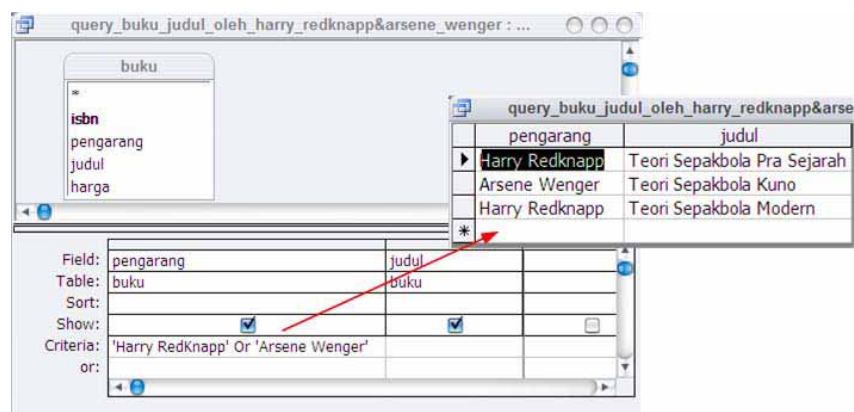 query_buku_judul_oleh_harry_redknapp&arsene_wenger : ...
buku
*
isbn
pengarang
judul
harga
query_buku_judul_oleh_harry_redknapp&arse
pengarang judul
Harry Redknapp Teori Sepakbola Pra Sejarah
Arsene Wenger Teori Sepakbola Kuno
Harry Redknapp Teori Sepakbola Modern
*
Field: pengarang judul
Table: buku buku
Sort:
Show:
Criteria: 'Harry RedKnapp' Or 'Arsene Wenger'
or: